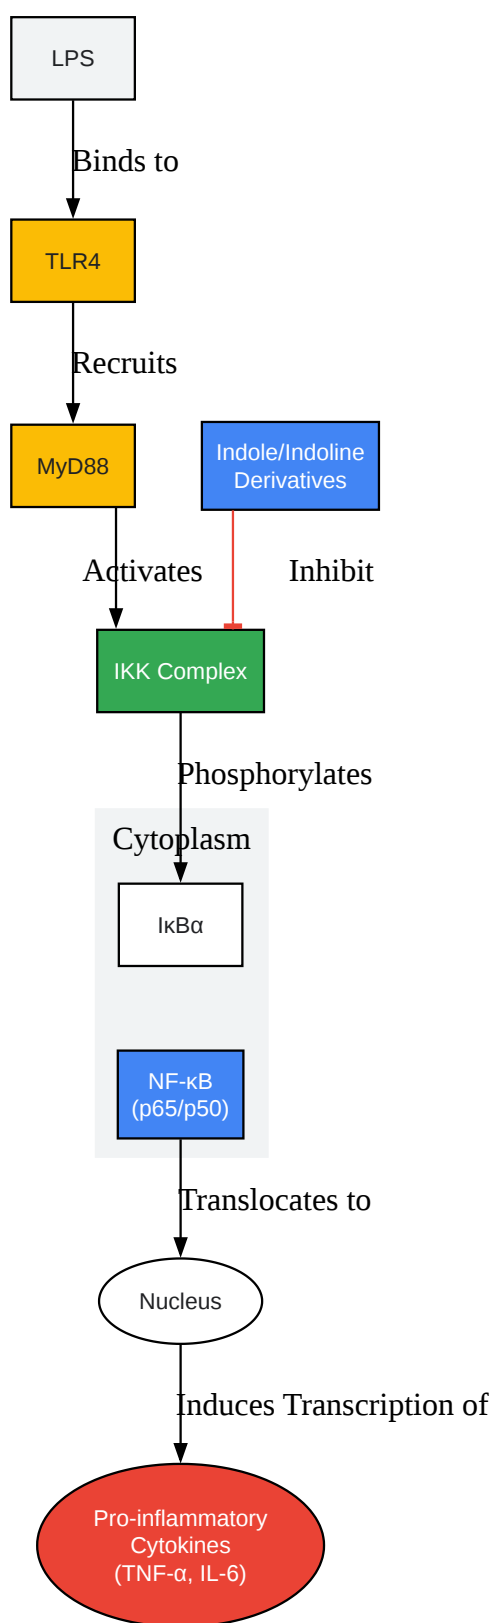 LPS
Binds to
TLR4
Recruits
MyD88
Indole/Indoline
Derivatives
Activates
Inhibit
IKK Complex
Phosphorylates
Cytoplasm
IκBα
NF-κB
(p65/p50)
Translocates to
Nucleus
Induces Transcription of
Pro-inflammatory
Cytokines
(TNF-α, IL-6)